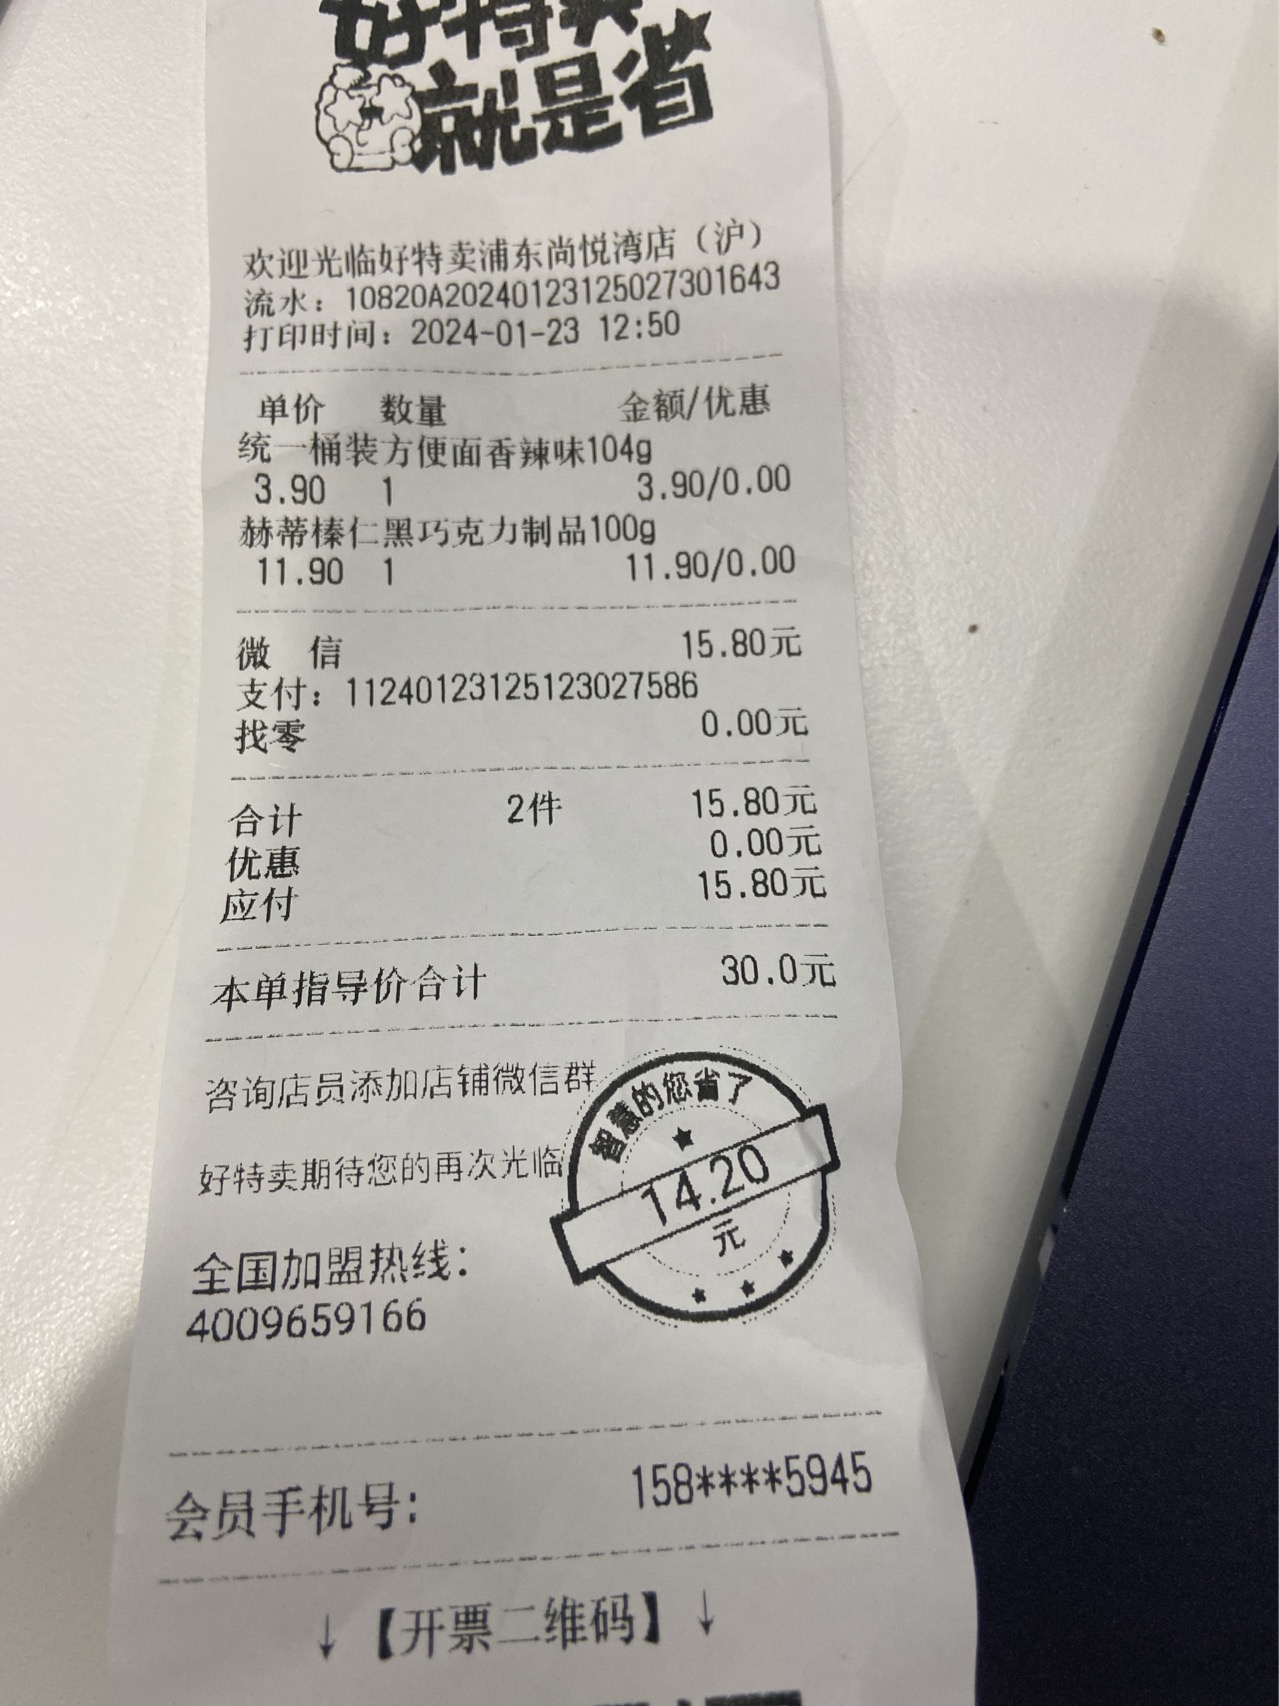 好特卖
就是省
欢迎光临好特卖浦东尚悦湾店（沪）
流水：10820A20240123125027301643
打印时间：2024-01-23 12:50
单价 数量 金额/优惠
统一桶装方便面香辣味104g
3.90 1 3.90/0.00
赫蒂榛仁黑巧克力制品100g
11.90 1 11.90/0.00
微 信 15.80元
支付：11240123125123027586
找零 0.00元
合计 2件 15.80元
优惠 0.00元
应付 15.80元
本单指导价合计 30.0元
咨询店员添加店铺微信群
好特卖期待您的再次光临
智慧的您省了
14.20
元
全国加盟热线：
4009659166
会员手机号： 158****5945
↓【开票二维码】↓